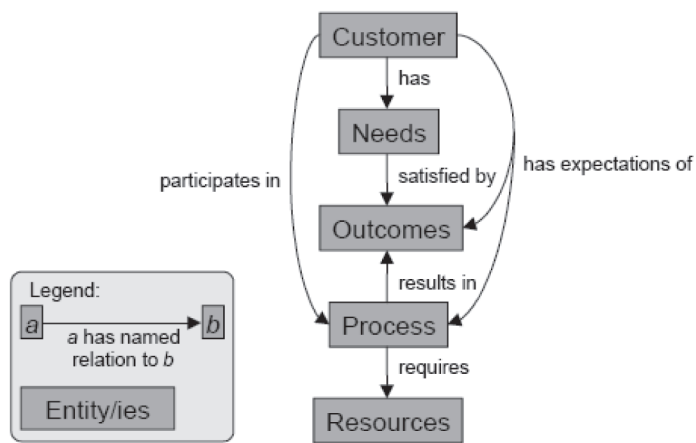 Customer
has
Needs
participates in
satisfied by
has expectations of
Outcomes
results in
Process
requires
Resources
Legend:
a
b
a has named
relation to b
Entity/ies